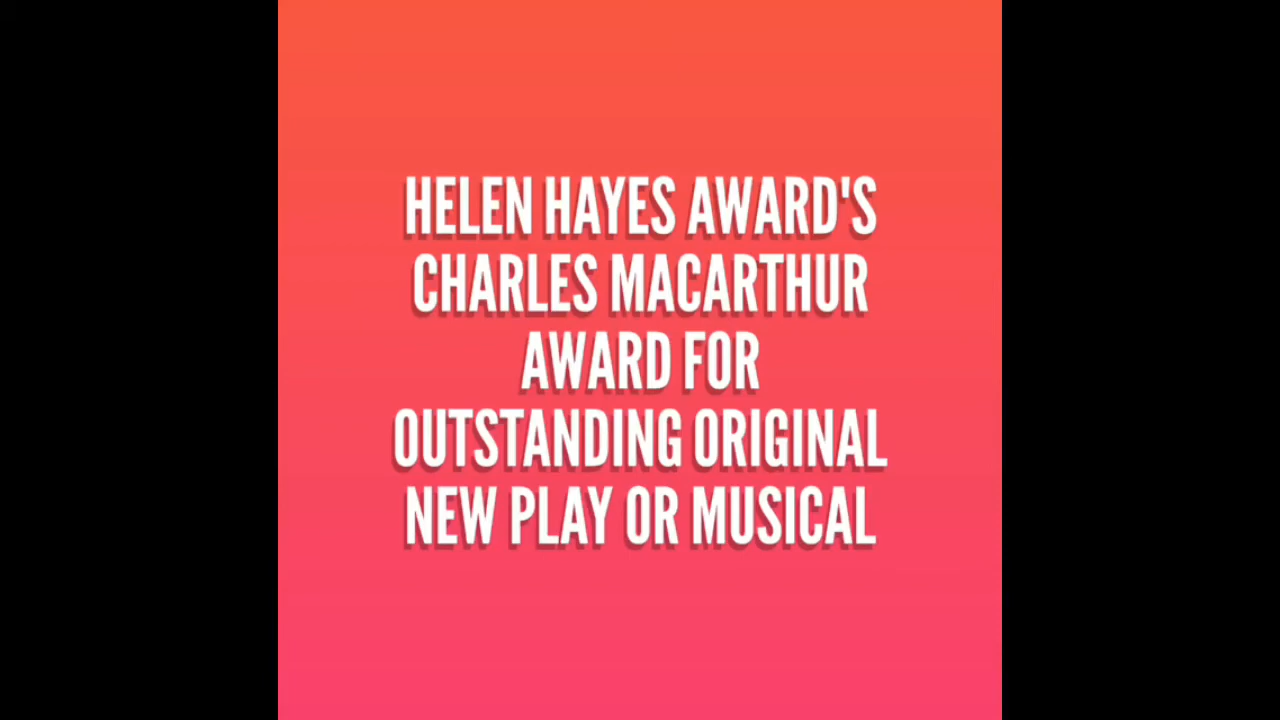 HELEN HAYES AWARD'S
CHARLES MACARTHUR
AWARD FOR
OUTSTANDING ORIGINAL
NEW PLAY OR MUSICAL